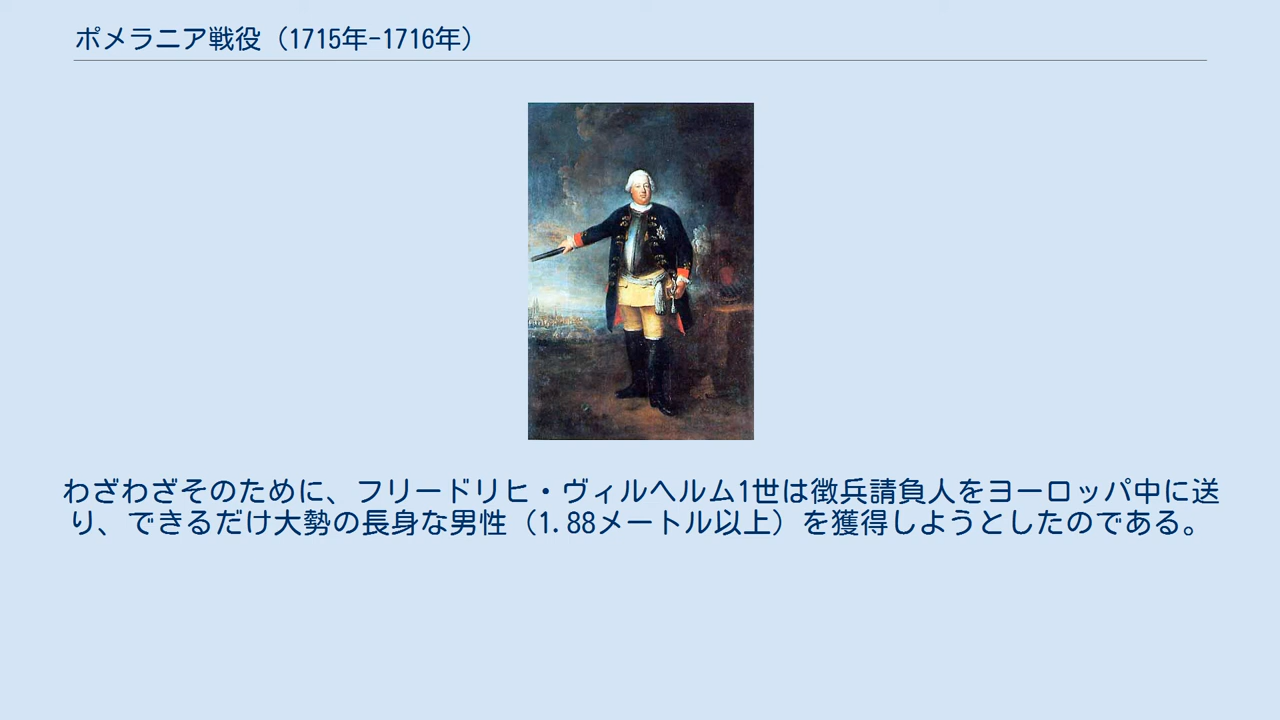 ポメラニア戦役（1715年-1716年）
わざわざそのために、フリードリヒ・ヴィルヘルム1世は徴兵請負人をヨーロッパ中に送
り、できるだけ大勢の長身な男性（1.88メートル以上）を獲得しようとしたのである。